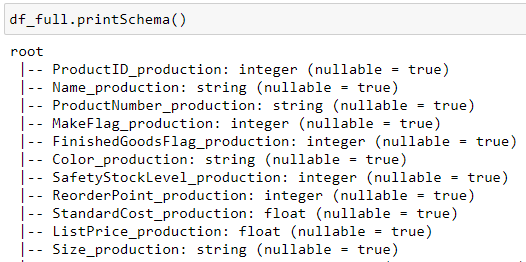 df_full.printSchema()
root
 |-- ProductID_production: integer (nullable = true)
 |-- Name_production: string (nullable = true)
 |-- ProductNumber_production: string (nullable = true)
 |-- MakeFlag_production: integer (nullable = true)
 |-- FinishedGoodsFlag_production: integer (nullable = true)
 |-- Color_production: string (nullable = true)
 |-- SafetyStockLevel_production: integer (nullable = true)
 |-- ReorderPoint_production: integer (nullable = true)
 |-- StandardCost_production: float (nullable = true)
 |-- ListPrice_production: float (nullable = true)
 |-- Size_production: string (nullable = true)